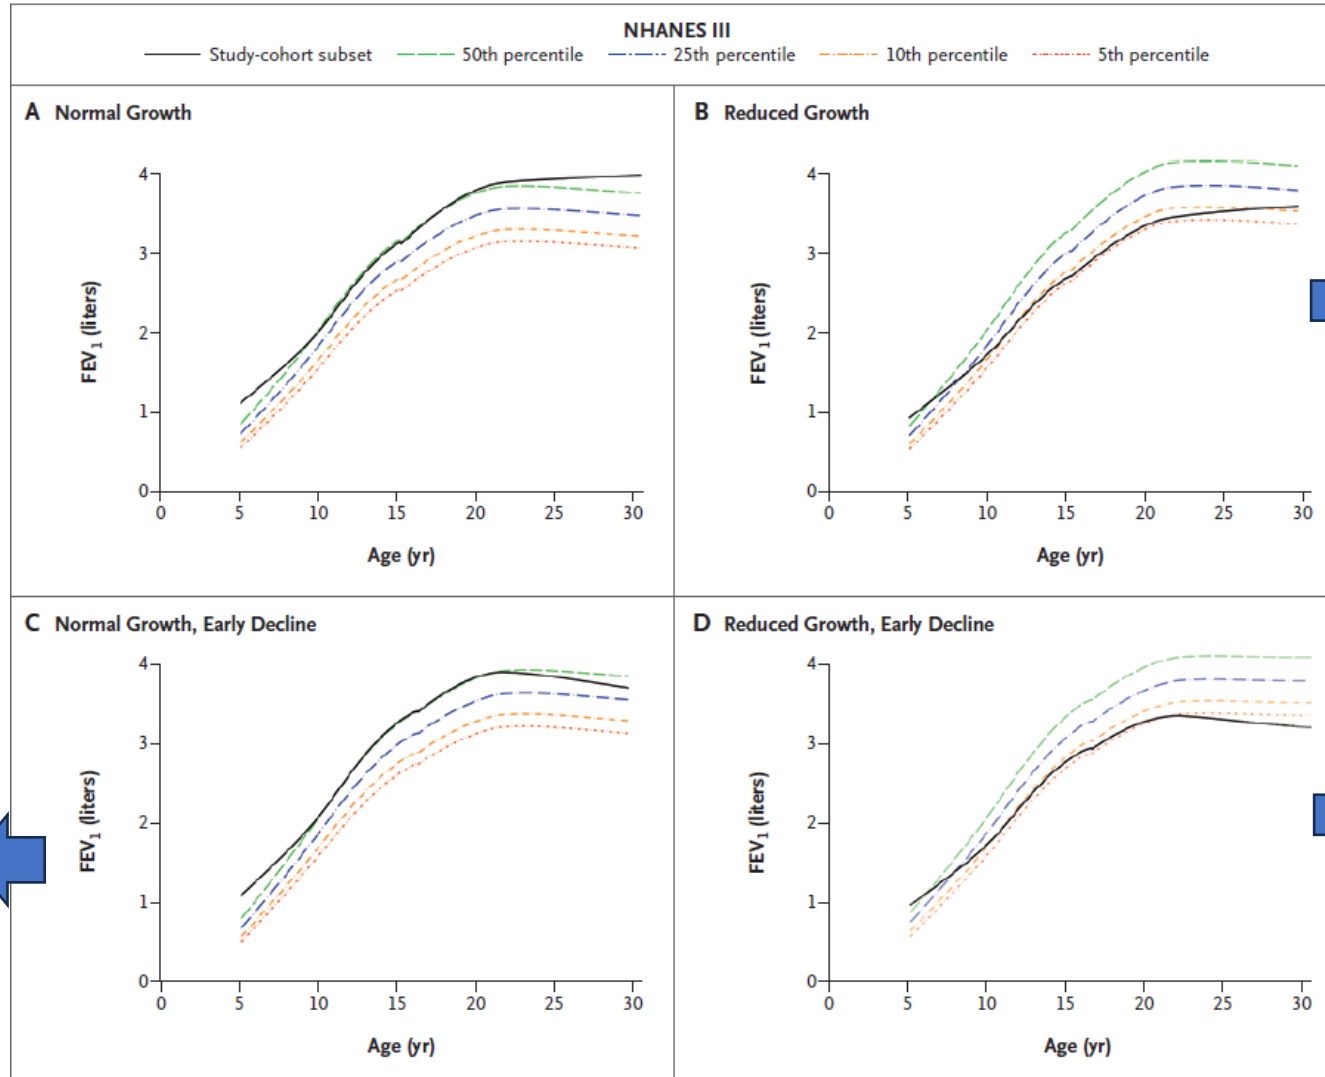 NHANES III
Study-cohort subset 50th percentile 25th percentile 10th percentile 5th percentile
A Normal Growth
4
3
2
1
0
FEV1 (liters)
0 5 10 15 20 25 30
Age (yr)
B Reduced Growth
4
3
2
1
0
FEV1 (liters)
0 5 10 15 20 25 30
Age (yr)
C Normal Growth, Early Decline
4
3
2
1
0
FEV1 (liters)
0 5 10 15 20 25 30
Age (yr)
D Reduced Growth, Early Decline
4
3
2
1
0
FEV1 (liters)
0 5 10 15 20 25 30
Age (yr)